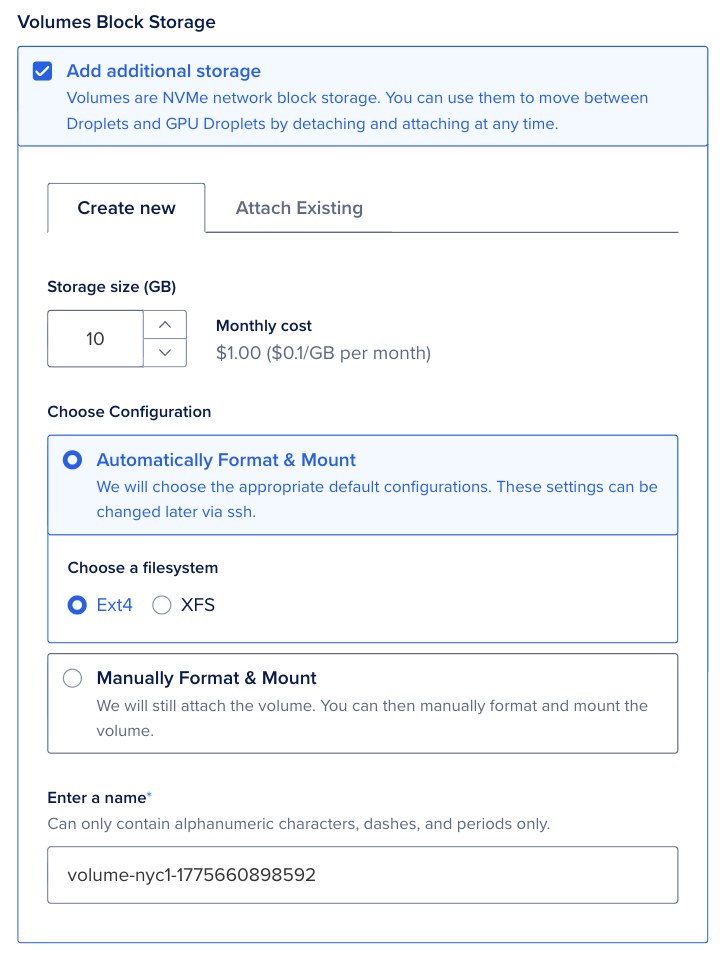 Volumes Block Storage
Add additional storage
Volumes are NVMe network block storage. You can use them to move between
Droplets and GPU Droplets by detaching and attaching at any time.
Create new
Attach Existing
Storage size (GB)
10
Monthly cost
$1.00 ($0.1/GB per month)
Choose Configuration
Automatically Format & Mount
We will choose the appropriate default configurations. These settings can be
changed later via ssh.
Choose a filesystem
Ext4
XFS
Manually Format & Mount
We will still attach the volume. You can then manually format and mount the
volume.
Enter a name*
Can only contain alphanumeric characters, dashes, and periods only.
volume-nyc1-1775660898592